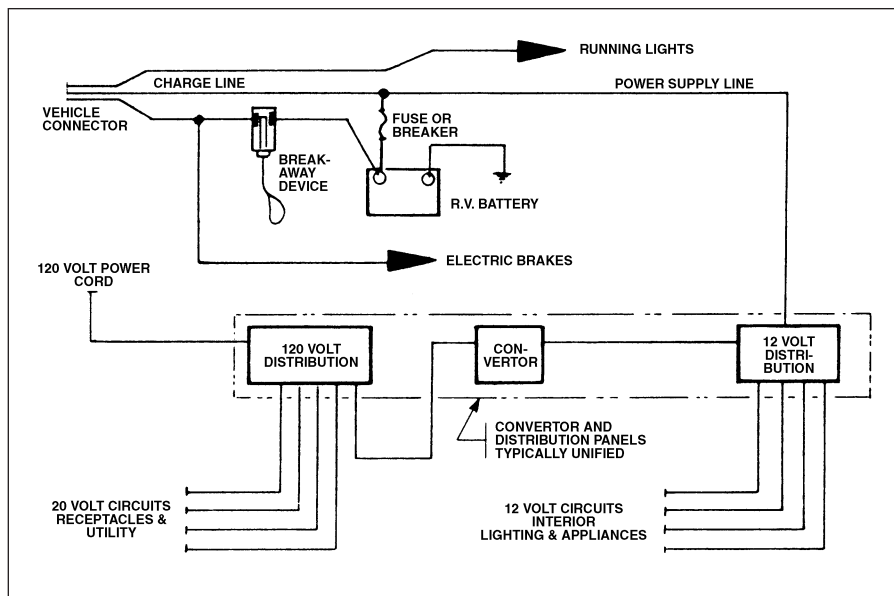 RUNNING LIGHTS
CHARGE LINE
POWER SUPPLY LINE
VEHICLE
CONNECTOR
FUSE OR
BREAKER
BREAK-
AWAY
DEVICE
R.V. BATTERY
ELECTRIC BRAKES
120 VOLT POWER
CORD
120 VOLT
DISTRIBUTION
CON-
VERTOR
12 VOLT
DISTRI-
BUTION
CONVERTOR AND
DISTRIBUTION PANELS
TYPICALLY UNIFIED
20 VOLT CIRCUITS
RECEPTACLES &
UTILITY
12 VOLT CIRCUITS
INTERIOR
LIGHTING & APPLIANCES